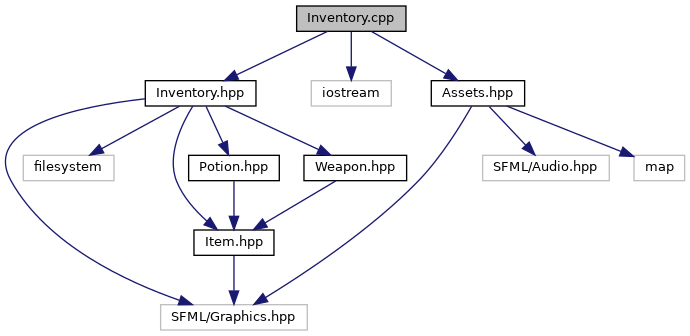 Inventory.cpp
Inventory.hpp
iostream
Assets.hpp
filesystem
Potion.hpp
Weapon.hpp
SFML/Audio.hpp
map
Item.hpp
SFML/Graphics.hpp